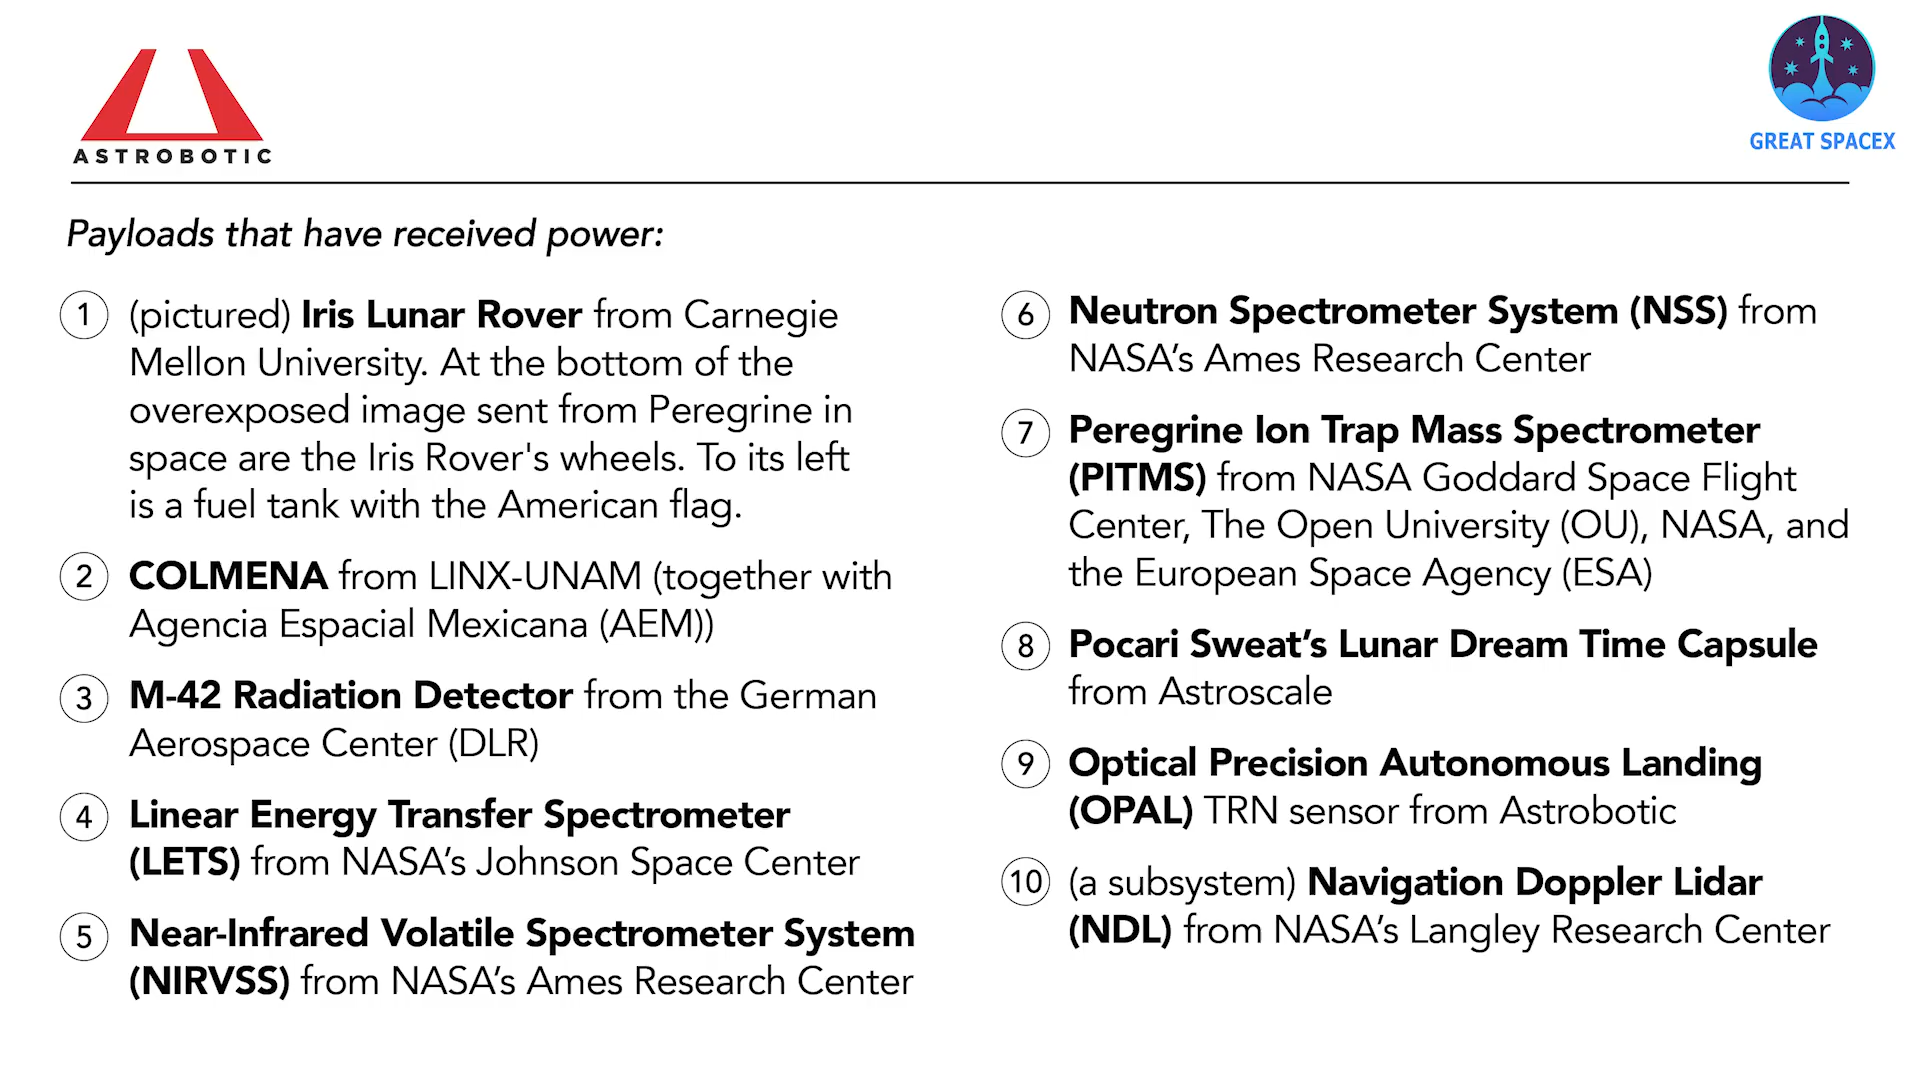 ASTROBOTIC
GREAT SPACEX
Payloads that have received power:
1 (pictured) Iris Lunar Rover from Carnegie
Mellon University. At the bottom of the
overexposed image sent from Peregrine in
space are the Iris Rover's wheels. To its left
is a fuel tank with the American flag.
2 COLMENA from LINX-UNAM (together with
Agencia Espacial Mexicana (AEM))
3 M-42 Radiation Detector from the German
Aerospace Center (DLR)
4 Linear Energy Transfer Spectrometer
(LETS) from NASA’s Johnson Space Center
5 Near-Infrared Volatile Spectrometer System
(NIRVSS) from NASA’s Ames Research Center
6 Neutron Spectrometer System (NSS) from
NASA’s Ames Research Center
7 Peregrine Ion Trap Mass Spectrometer
(PITMS) from NASA Goddard Space Flight
Center, The Open University (OU), NASA, and
the European Space Agency (ESA)
8 Pocari Sweat’s Lunar Dream Time Capsule
from Astroscale
9 Optical Precision Autonomous Landing
(OPAL) TRN sensor from Astrobotic
10 (a subsystem) Navigation Doppler Lidar
(NDL) from NASA’s Langley Research Center